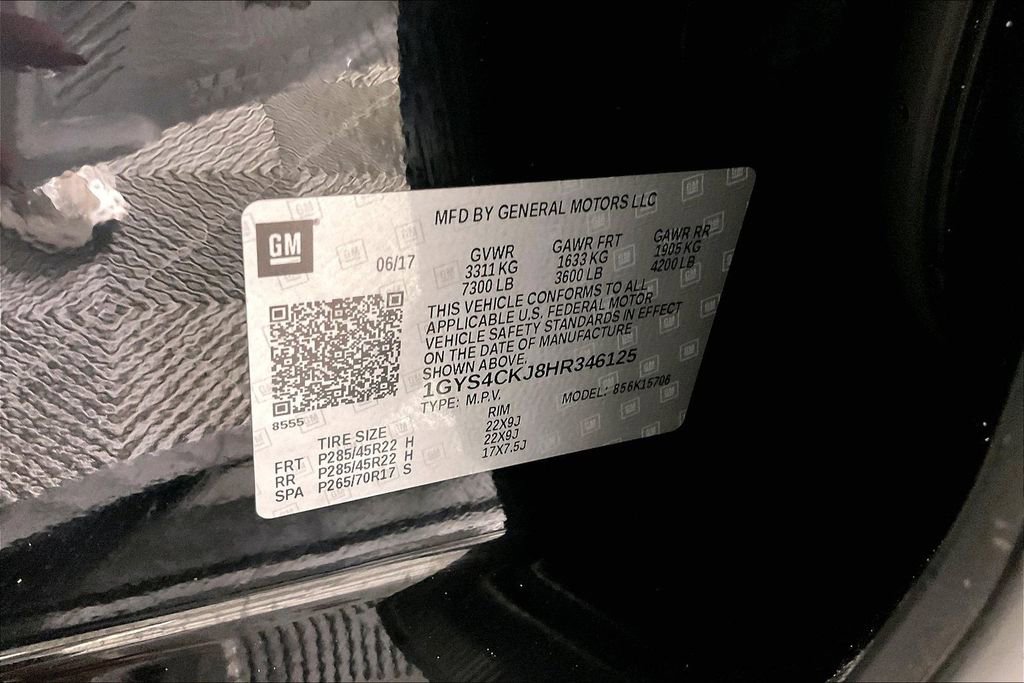 MFD BY GENERAL MOTORS LLC
GM
06/17
GVWR GAWR FRT GAWR RR
3311 KG 1633 KG 1905 KG
7300 LB 3600 LB 4200 LB
THIS VEHICLE CONFORMS TO ALL
APPLICABLE U.S. FEDERAL MOTOR
VEHICLE SAFETY STANDARDS IN EFFECT
ON THE DATE OF MANUFACTURE
SHOWN ABOVE.
1GYS4CKJ8HR346125
TYPE: M.P.V. MODEL: 856K15706
8555
TIRE SIZE RIM
FRT P285/45R22 H 22X9J
RR P285/45R22 H 22X9J
SPA P265/70R17 S 17X7.5J